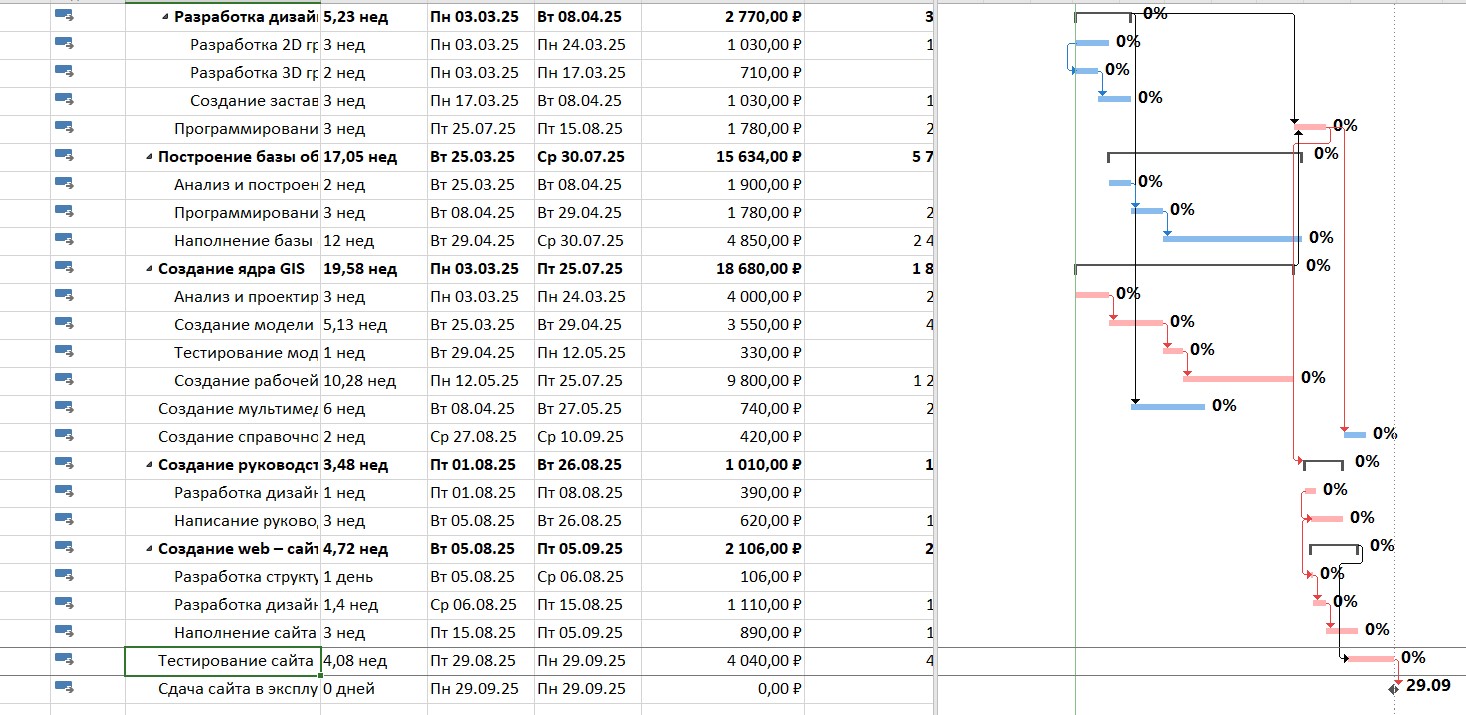 Разработка дизай 5,23 нед Пн 03.03.25 Вт 08.04.25 2 770,00 ₽ 3 0%
Разработка 2D гр 3 нед Пн 03.03.25 Пн 24.03.25 1 030,00 ₽ 1 0%
Разработка 3D гр 2 нед Пн 03.03.25 Пн 17.03.25 710,00 ₽ 0%
Создание застав 3 нед Пн 17.03.25 Вт 08.04.25 1 030,00 ₽ 1 0%
Программировани 3 нед Пт 25.07.25 Пт 15.08.25 1 780,00 ₽ 2 0%
Построение базы об 17,05 нед Вт 25.03.25 Ср 30.07.25 15 634,00 ₽ 5 7 0%
Анализ и построен 2 нед Вт 25.03.25 Вт 08.04.25 1 900,00 ₽ 0%
Программировани 3 нед Вт 08.04.25 Вт 29.04.25 1 780,00 ₽ 2 0%
Наполнение базы 12 нед Вт 29.04.25 Ср 30.07.25 4 850,00 ₽ 2 4 0%
Создание ядра GIS 19,58 нед Пн 03.03.25 Пт 25.07.25 18 680,00 ₽ 1 8 0%
Анализ и проектир 3 нед Пн 03.03.25 Пн 24.03.25 4 000,00 ₽ 2 0%
Создание модели 5,13 нед Вт 25.03.25 Вт 29.04.25 3 550,00 ₽ 4 0%
Тестирование мод 1 нед Вт 29.04.25 Пн 12.05.25 330,00 ₽ 0%
Создание рабочей 10,28 нед Пн 12.05.25 Пт 25.07.25 9 800,00 ₽ 1 2 0%
Создание мультимед 6 нед Вт 08.04.25 Вт 27.05.25 740,00 ₽ 2 0%
Создание справочно 2 нед Ср 27.08.25 Ср 10.09.25 420,00 ₽ 0%
Создание руководст 3,48 нед Пт 01.08.25 Вт 26.08.25 1 010,00 ₽ 1 0%
Разработка дизайн 1 нед Пт 01.08.25 Пт 08.08.25 390,00 ₽ 0%
Написание руково 3 нед Вт 05.08.25 Вт 26.08.25 620,00 ₽ 1 0%
Создание web – сайт 4,72 нед Вт 05.08.25 Пт 05.09.25 2 106,00 ₽ 2 0%
Разработка структу 1 день Вт 05.08.25 Ср 06.08.25 106,00 ₽ 0%
Разработка дизайн 1,4 нед Ср 06.08.25 Пт 15.08.25 1 110,00 ₽ 1 0%
Наполнение сайта 3 нед Пт 15.08.25 Пт 05.09.25 890,00 ₽ 1 0%
Тестирование сайта 4,08 нед Пт 29.08.25 Пн 29.09.25 4 040,00 ₽ 4 0%
Сдача сайта в эксплу 0 дней Пн 29.09.25 Пн 29.09.25 0,00 ₽ 29.09